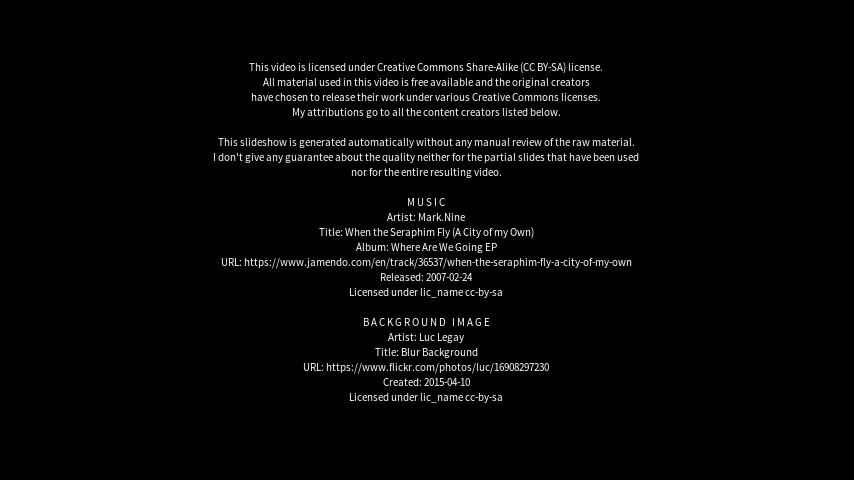 This video is licensed under Creative Commons Share-Alike (CC BY-SA) license.
All material used in this video is free available and the original creators
have chosen to release their work under various Creative Commons licenses.
My attributions go to all the content creators listed below.
This slideshow is generated automatically without any manual review of the raw material.
I don't give any guarantee about the quality neither for the partial slides that have been used
nor for the entire resulting video.
MUSIC
Artist: Mark.Nine
Title: When the Seraphim Fly (A City of my Own)
Album: Where Are We Going EP
URL: https://www.jamendo.com/en/track/36537/when-the-seraphim-fly-a-city-of-my-own
Released: 2007-02-24
Licensed under lic_name cc-by-sa
BACKGROUND IMAGE
Artist: Luc Legay
Title: Blur Background
URL: https://www.flickr.com/photos/luc/16908297230
Created: 2015-04-10
Licensed under lic_name cc-by-sa